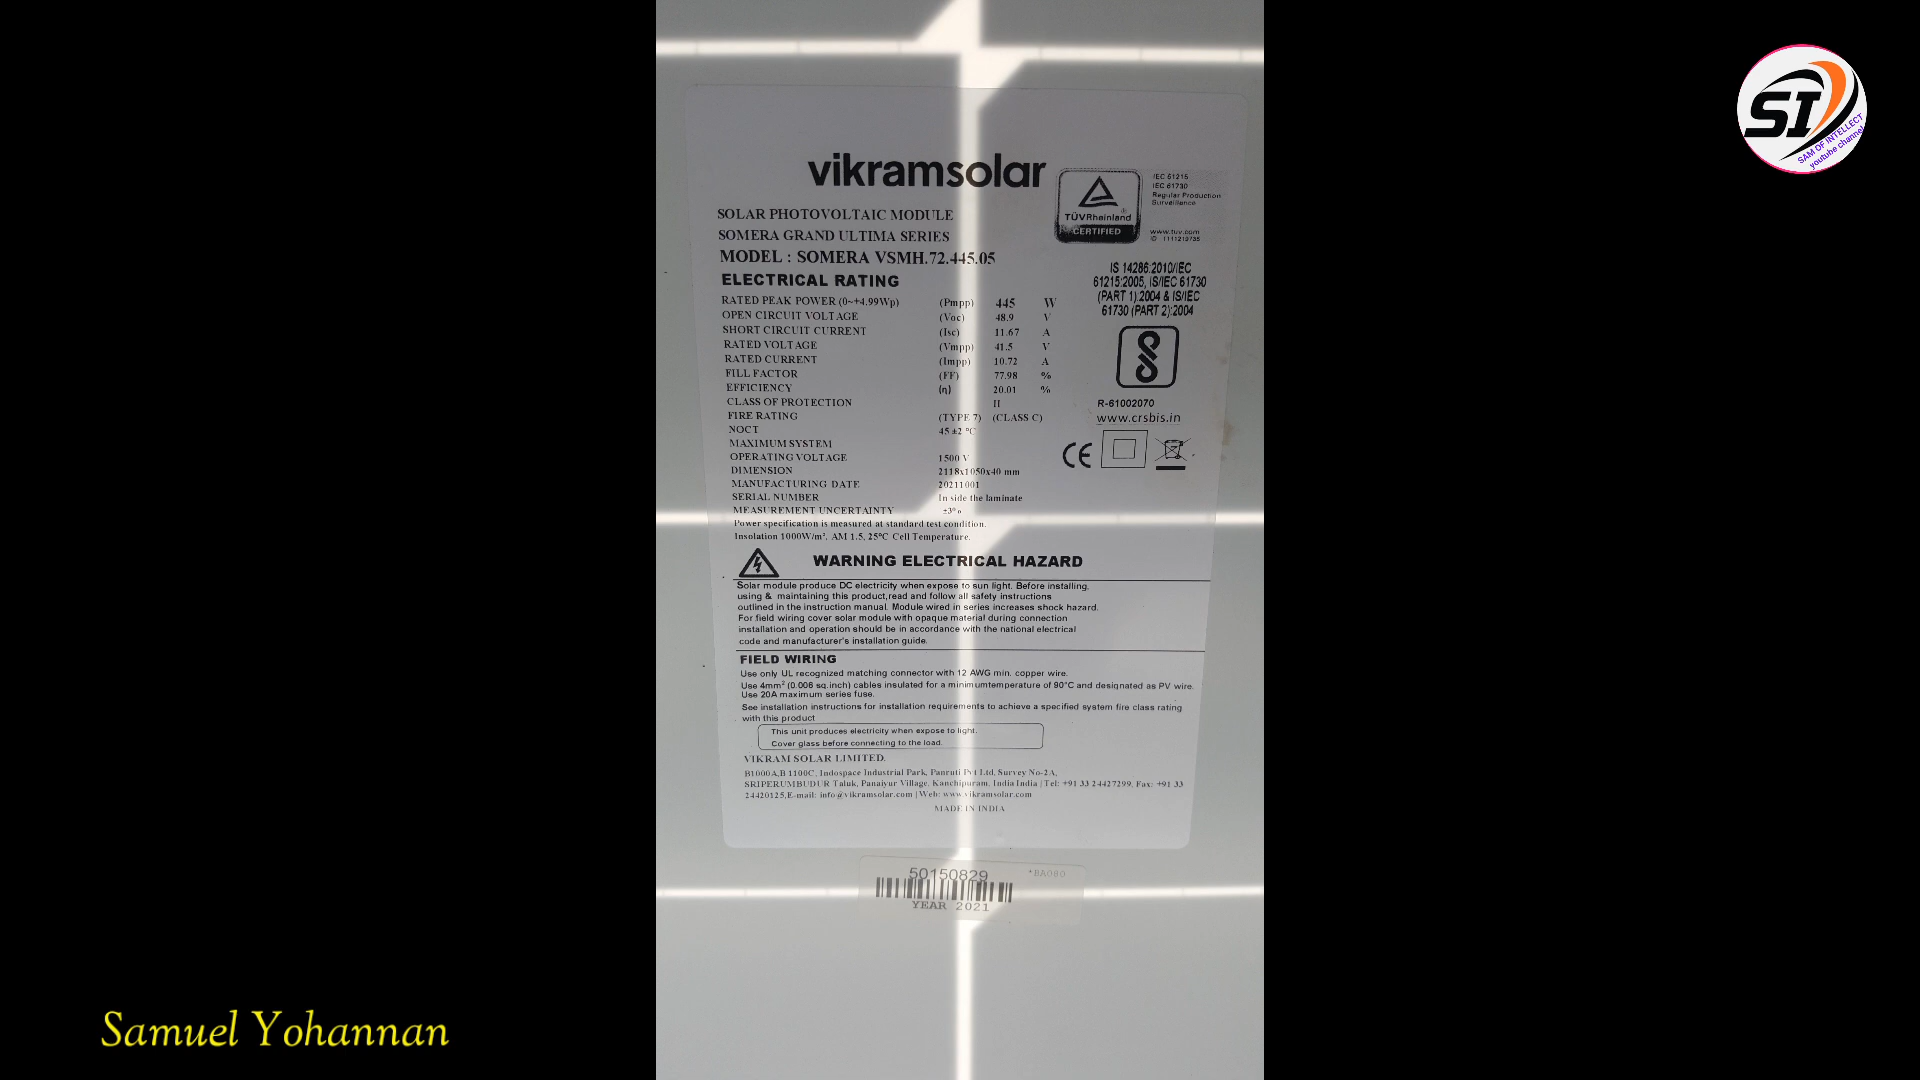 vikramsolar
TÜVRheinland
CERTIFIED
IEC 61215
IEC 61730
Regular Production
Surveillance
www.tuv.com
ID 1111219735
SOLAR PHOTOVOLTAIC MODULE
SOMERA GRAND ULTIMA SERIES
MODEL : SOMERA VSMH.72.445.05
ELECTRICAL RATING
RATED PEAK POWER (0~+4.99Wp) (Pmpp) 445 W
OPEN CIRCUIT VOLTAGE (Voc) 48.9 V
SHORT CIRCUIT CURRENT (Isc) 11.67 A
RATED VOLTAGE (Vmpp) 41.5 V
RATED CURRENT (Impp) 10.72 A
FILL FACTOR (FF) 77.98 %
EFFICIENCY (η) 20.01 %
CLASS OF PROTECTION II
FIRE RATING (TYPE 7) (CLASS C)
NOCT 45 ±2 °C
MAXIMUM SYSTEM
OPERATING VOLTAGE 1500 V
DIMENSION 2118x1050x40 mm
MANUFACTURING DATE 20211001
SERIAL NUMBER In side the laminate
MEASUREMENT UNCERTAINTY ±3%
Power specification is measured at standard test condition.
Insolation 1000W/m², AM 1.5, 25°C Cell Temperature.
IS 14286:2010/IEC
61215:2005, IS/IEC 61730
(PART 1):2004 & IS/IEC
61730 (PART 2):2004
R-61002070
www.crsbis.in
CE
WARNING ELECTRICAL HAZARD
Solar module produce DC electricity when expose to sun light. Before installing,
using & maintaining this product,read and follow all safety instructions
outlined in the instruction manual. Module wired in series increases shock hazard.
For field wiring cover solar module with opaque material during connection
installation and operation should be in accordance with the national electrical
code and manufacturer's installation guide.
FIELD WIRING
Use only UL recognized matching connector with 12 AWG min. copper wire.
Use 4mm² (0.006 sq.inch) cables insulated for a minimumtemperature of 90°C and designated as PV wire.
Use 20A maximum series fuse.
See installation instructions for installation requirements to achieve a specified system fire class rating
with this product
This unit produces electricity when expose to light.
Cover glass before connecting to the load.
VIKRAM SOLAR LIMITED.
B1000A,B 1100C, Indospace Industrial Park, Panruti Pvt Ltd, Survey No-2A,
SRIPERUMBUDUR Taluk, Panaiyur Village, Kanchipuram, India India | Tel: +91 33 24427299, Fax: +91 33
24420125,E-mail: info@vikramsolar.com | Web: www.vikramsolar.com
MADE IN INDIA
50150829
*BA080
YEAR 2021
SI
SAM OF INTELLECT
youtube channel
Samuel Yohannan